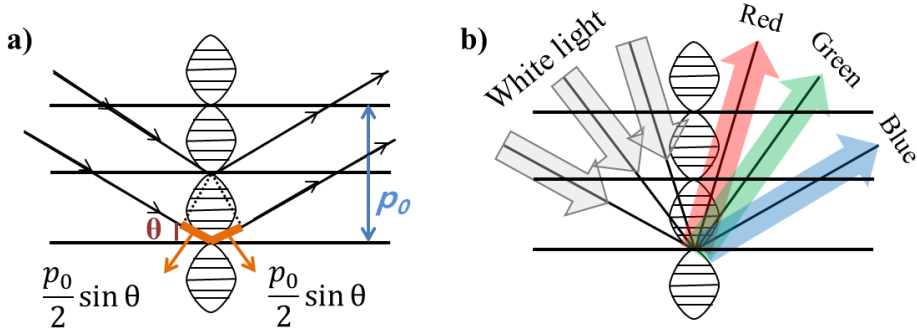 a)
θ
p₀
p₀/2 sin θ
p₀/2 sin θ
b)
White light
Red
Green
Blue